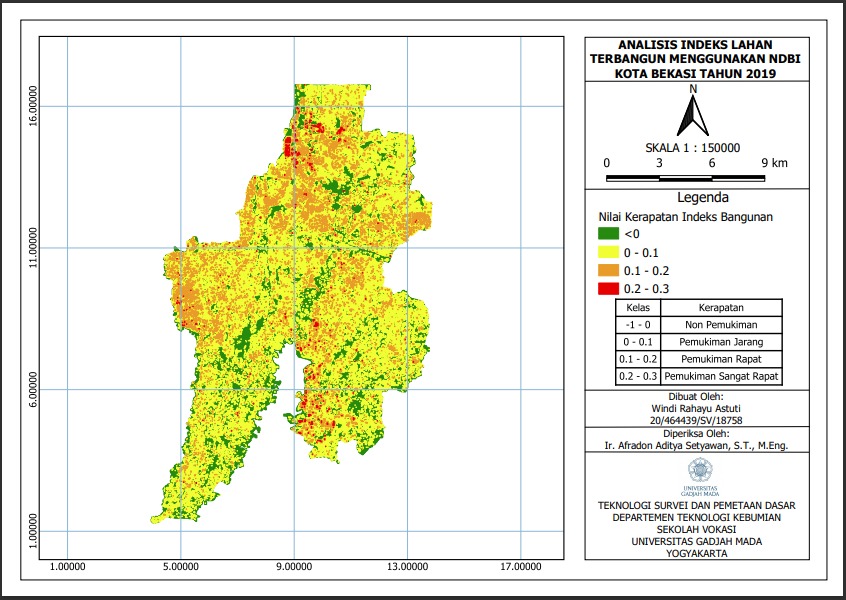 ANALISIS INDEKS LAHAN
TERBANGUN MENGGUNAKAN NDBI
KOTA BEKASI TAHUN 2019
N
SKALA 1 : 150000
0 3 6 9 km
Legenda
Nilai Kerapatan Indeks Bangunan
<0
0 - 0.1
0.1 - 0.2
0.2 - 0.3
Kelas Kerapatan
-1 - 0 Non Pemukiman
0 - 0.1 Pemukiman Jarang
0.1 - 0.2 Pemukiman Rapat
0.2 - 0.3 Pemukiman Sangat Rapat
Dibuat Oleh:
Windi Rahayu Astuti
20/464439/SV/18758
Diperiksa Oleh:
Ir. Afradon Aditya Setyawan, S.T., M.Eng.
UNIVERSITAS
GADJAH MADA
TEKNOLOGI SURVEI DAN PEMETAAN DASAR
DEPARTEMEN TEKNOLOGI KEBUMIAN
SEKOLAH VOKASI
UNIVERSITAS GADJAH MADA
YOGYAKARTA
16.00000
11.00000
6.00000
1.00000
1.00000 5.00000 9.00000 13.00000 17.00000